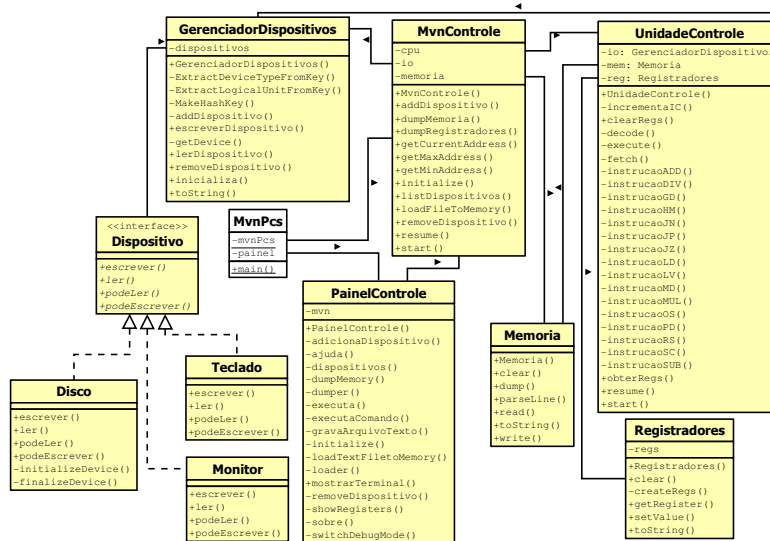 GerenciadorDispositivos
-dispositivos
+GerenciadorDispositivos()
-ExtractDeviceTypeFromKey()
-ExtractLogicalUnitFromKey()
-MakeHashKey()
-addDispositivo()
+escreverDispositivo()
-getDevice()
+lerDispositivo()
+removeDispositivo()
+inicializa()
+toString()
MvnControle
-cpu
-io
-memoria
+MvnControle()
+addDispositivo()
+dumpMemoria()
+dumpRegistradores()
+getCurrentAddress()
+getMaxAddress()
+getMinAddress()
+initialize()
+listDispositivos()
+loadFileToMemory()
+removeDispositivo()
+resume()
+start()
UnidadeControle
-io: GerenciadorDispositivo
-mem: Memoria
-reg: Registradores
+UnidadeControle()
-incrementaIC()
+clearRegs()
-decode()
-execute()
-fetch()
-instrucaoADD()
-instrucaoDIV()
-instrucaoGD()
-instrucaoHM()
-instrucaoJN()
-instrucaoJP()
-instrucaoJZ()
-instrucaoLD()
-instrucaoLV()
-instrucaoMD()
-instrucaoMUL()
-instrucaoOS()
-instrucaoPD()
-instrucaoRS()
-instrucaoSC()
-instrucaoSUB()
+obterRegs()
+resume()
+start()
<<interface>>
Dispositivo
+escrever()
+ler()
+podeLer()
+podeEscrever()
MvnPcs
-mvnPcs
-painel
+main()
PainelControle
-mvn
+PainelControle()
-adicionaDispositivo()
-ajuda()
-dispositivos()
-dumpMemory()
-dumper()
-executa()
-executaComando()
-gravaArquivoTexto()
-initialize()
-loadTextFiletoMemory()
-loader()
+mostrarTerminal()
-removeDispositivo()
-showRegisters()
-sobre()
-switchDebugMode()
Memoria
+Memoria()
+clear()
+dump()
+parseLine()
+read()
+toString()
+write()
Teclado
+escrever()
+ler()
+podeLer()
+podeEscrever()
Disco
+escrever()
+ler()
+podeLer()
+podeEscrever()
-initializeDevice()
-finalizeDevice()
Monitor
+escrever()
+ler()
+podeLer()
+podeEscrever()
Registradores
-regs
+Registradores()
+clear()
-createRegs()
+getRegister()
+setValue()
+toString()